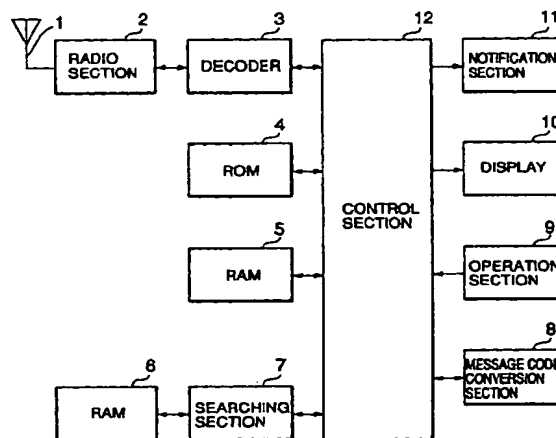 1
2
3
12
11
RADIO
SECTION
DECODER
NOTIFICATION
SECTION
4
10
ROM
DISPLAY
CONTROL
SECTION
5
9
RAM
OPERATION
SECTION
6
7
8
RAM
SEARCHING
SECTION
MESSAGE CODE
CONVERSION
SECTION